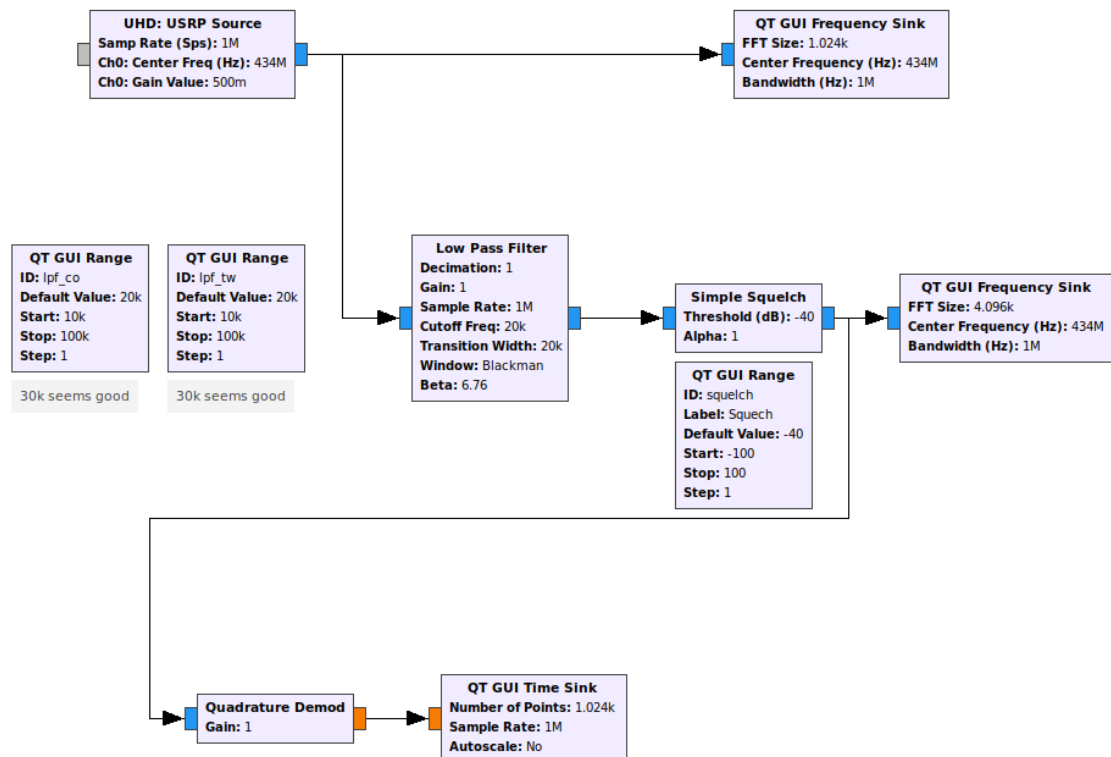 UHD: USRP Source
Samp Rate (Sps): 1M
Ch0: Center Freq (Hz): 434M
Ch0: Gain Value: 500m
QT GUI Frequency Sink
FFT Size: 1.024k
Center Frequency (Hz): 434M
Bandwidth (Hz): 1M
QT GUI Range
ID: lpf_co
Default Value: 20k
Start: 10k
Stop: 100k
Step: 1
30k seems good
QT GUI Range
ID: lpf_tw
Default Value: 20k
Start: 10k
Stop: 100k
Step: 1
30k seems good
Low Pass Filter
Decimation: 1
Gain: 1
Sample Rate: 1M
Cutoff Freq: 20k
Transition Width: 20k
Window: Blackman
Beta: 6.76
Simple Squelch
Threshold (dB): -40
Alpha: 1
QT GUI Range
ID: squelch
Label: Squech
Default Value: -40
Start: -100
Stop: 100
Step: 1
QT GUI Frequency Sink
FFT Size: 4.096k
Center Frequency (Hz): 434M
Bandwidth (Hz): 1M
Quadrature Demod
Gain: 1
QT GUI Time Sink
Number of Points: 1.024k
Sample Rate: 1M
Autoscale: No